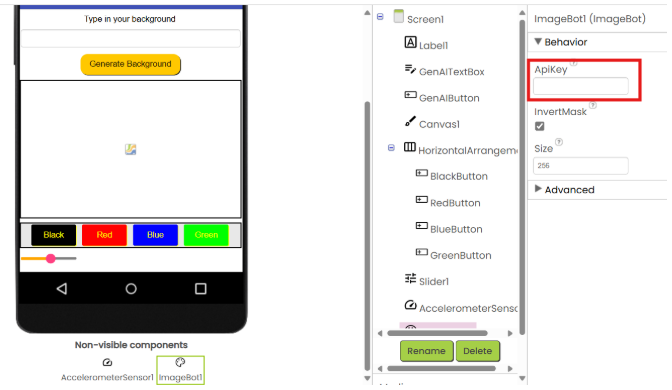 Type in your background
Generate Background
Black Red Blue Green
Non-visible components
AccelerometerSensor1 ImageBot1
Screen1
Label1
GenAITextBox
GenAIButton
Canvas1
HorizontalArrangem
BlackButton
RedButton
BlueButton
GreenButton
Slider1
AccelerometerSenso
Rename Delete
ImageBot1 (ImageBot)
Behavior
ApiKey
?
InvertMask
?
Size
?
256
Advanced